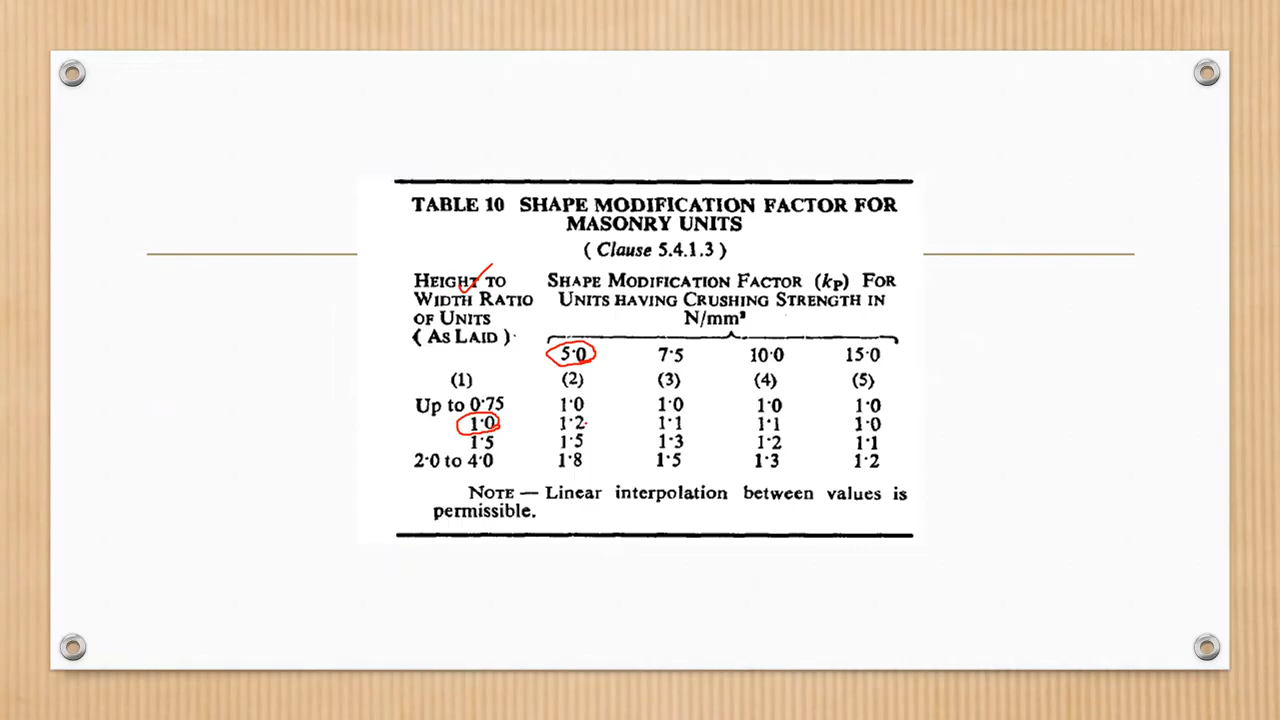 TABLE 10 SHAPE MODIFICATION FACTOR FOR
MASONRY UNITS
( Clause 5.4.1.3 )
HEIGHT TO
WIDTH RATIO
OF UNITS
( AS LAID )
SHAPE MODIFICATION FACTOR (kP) FOR
UNITS HAVING CRUSHING STRENGTH IN
N/mm²
5·0 7·5 10·0 15·0
(1) (2) (3) (4) (5)
Up to 0·75 1·0 1·0 1·0 1·0
1·0 1·2 1·1 1·1 1·0
1·5 1·5 1·3 1·2 1·1
2·0 to 4·0 1·8 1·5 1·3 1·2
NOTE — Linear interpolation between values is
permissible.